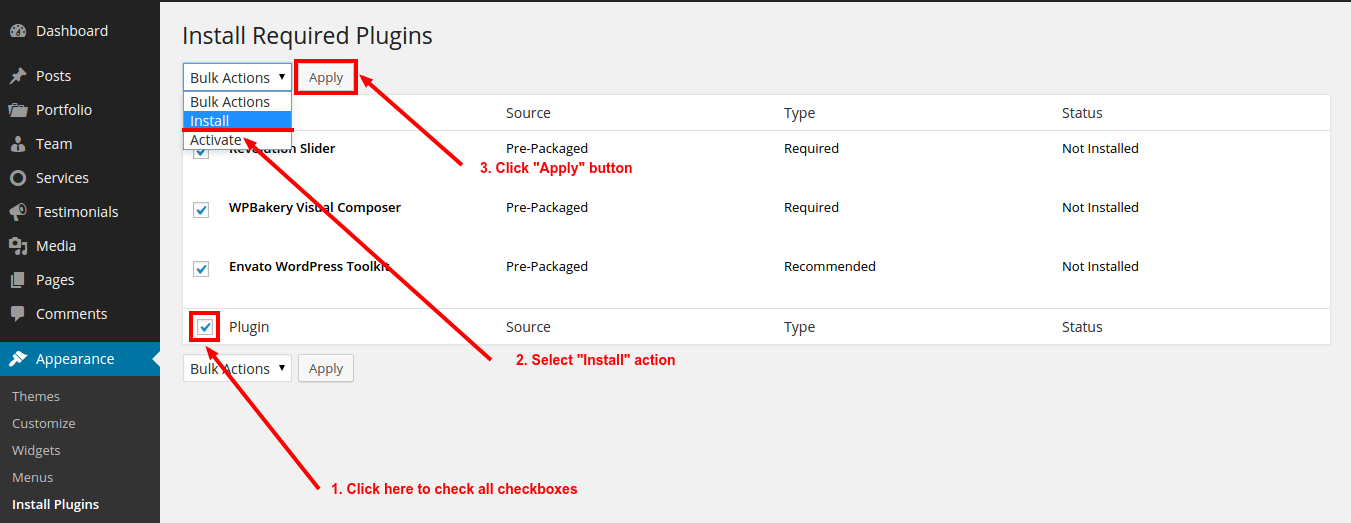 Dashboard
Posts
Portfolio
Team
Services
Testimonials
Media
Pages
Comments
Appearance
Themes
Customize
Widgets
Menus
Install Plugins
Install Required Plugins
Bulk Actions Apply
Bulk Actions
Install
Activate
Source Type Status
Revolution Slider Pre-Packaged Required Not Installed
3. Click "Apply" button
WPBakery Visual Composer Pre-Packaged Required Not Installed
Envato WordPress Toolkit Pre-Packaged Recommended Not Installed
Plugin Source Type Status
2. Select "Install" action
Bulk Actions Apply
1. Click here to check all checkboxes